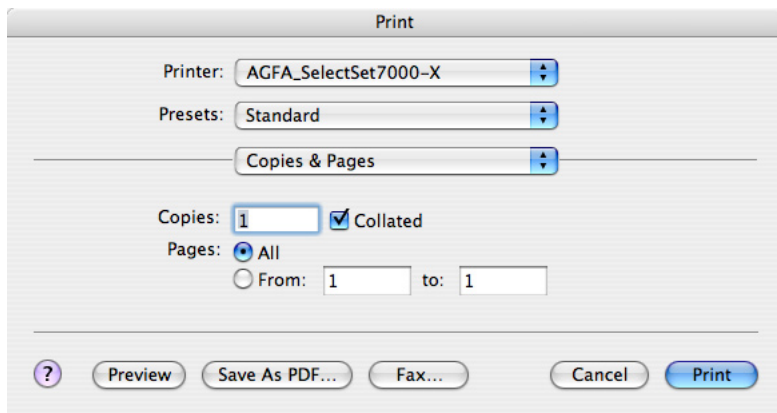 Print
Printer: AGFA_SelectSet7000-X
Presets: Standard
Copies & Pages
Copies: 1 Collated
Pages: All
From: 1 to: 1
? Preview Save As PDF... Fax... Cancel Print